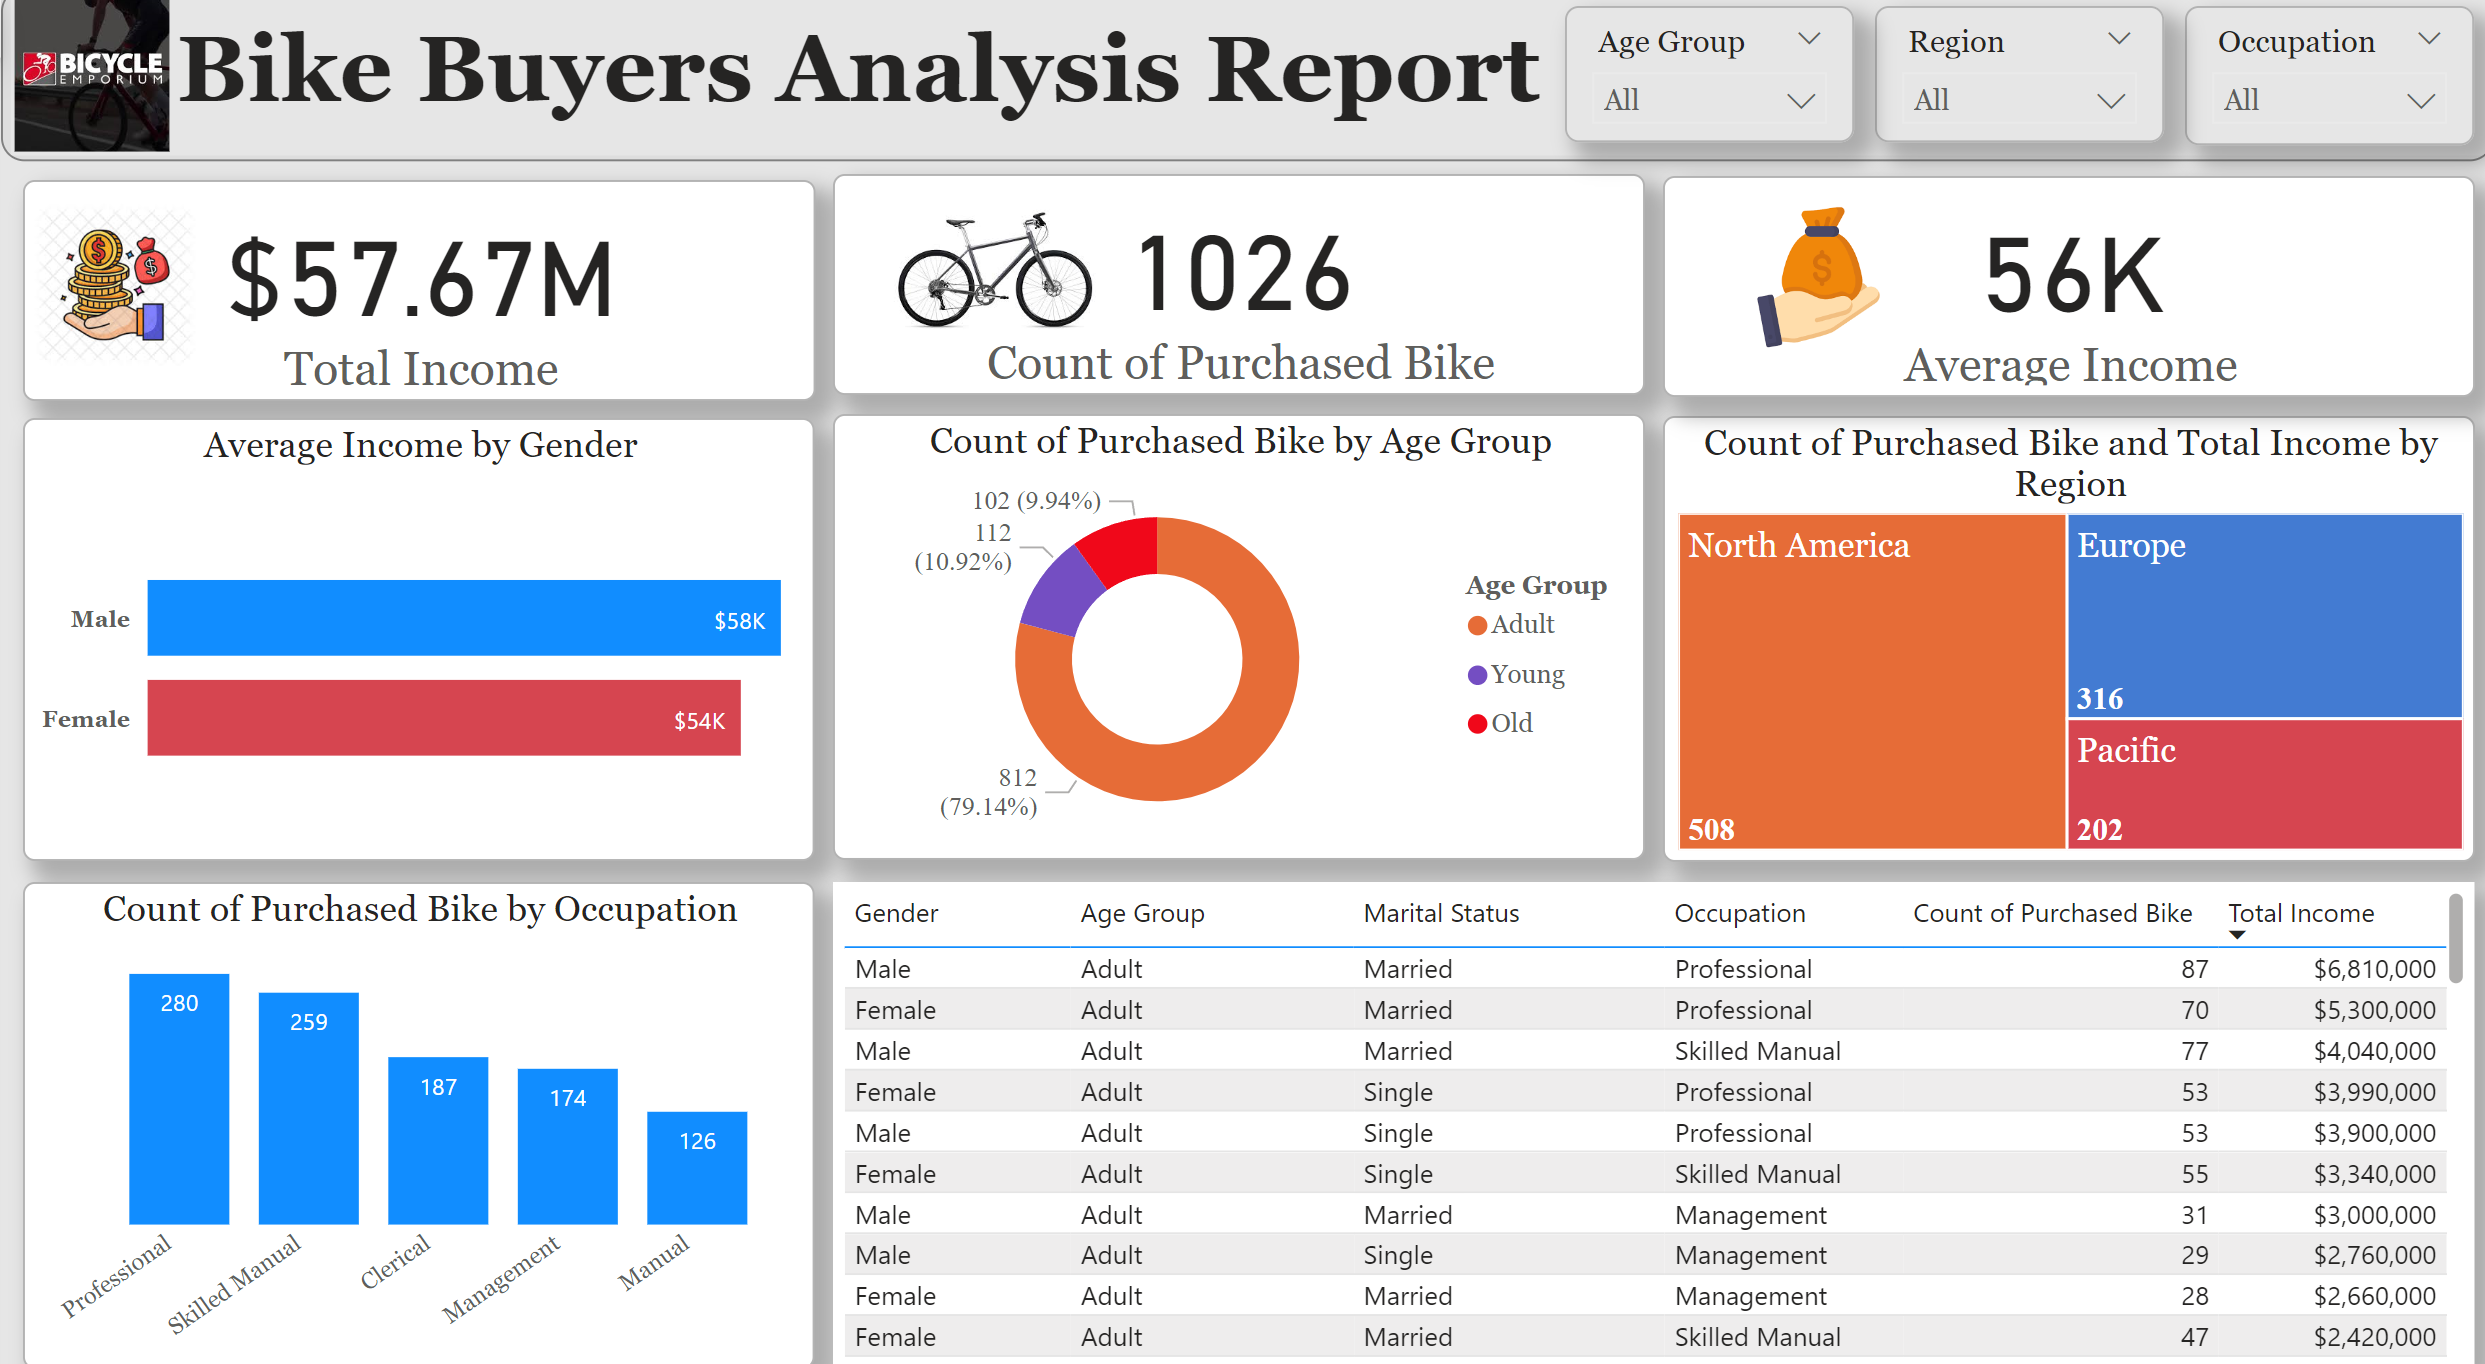 BICYCLE
EMPORIUM
Bike Buyers Analysis Report
Age Group
All
Region
All
Occupation
All
$57.67M
Total Income
1026
Count of Purchased Bike
56K
Average Income
Average Income by Gender
Male
$58K
Female
$54K
Count of Purchased Bike by Age Group
102 (9.94%)
112
(10.92%)
812
(79.14%)
Age Group
Adult
Young
Old
Count of Purchased Bike and Total Income by
Region
North America
508
Europe
316
Pacific
202
Count of Purchased Bike by Occupation
280
259
187
174
126
Professional
Skilled Manual
Clerical
Management
Manual
Gender Age Group Marital Status Occupation Count of Purchased Bike Total Income
Male Adult Married Professional 87 $6,810,000
Female Adult Married Professional 70 $5,300,000
Male Adult Married Skilled Manual 77 $4,040,000
Female Adult Single Professional 53 $3,990,000
Male Adult Single Professional 53 $3,900,000
Female Adult Single Skilled Manual 55 $3,340,000
Male Adult Married Management 31 $3,000,000
Male Adult Single Management 29 $2,760,000
Female Adult Married Management 28 $2,660,000
Female Adult Married Skilled Manual 47 $2,420,000